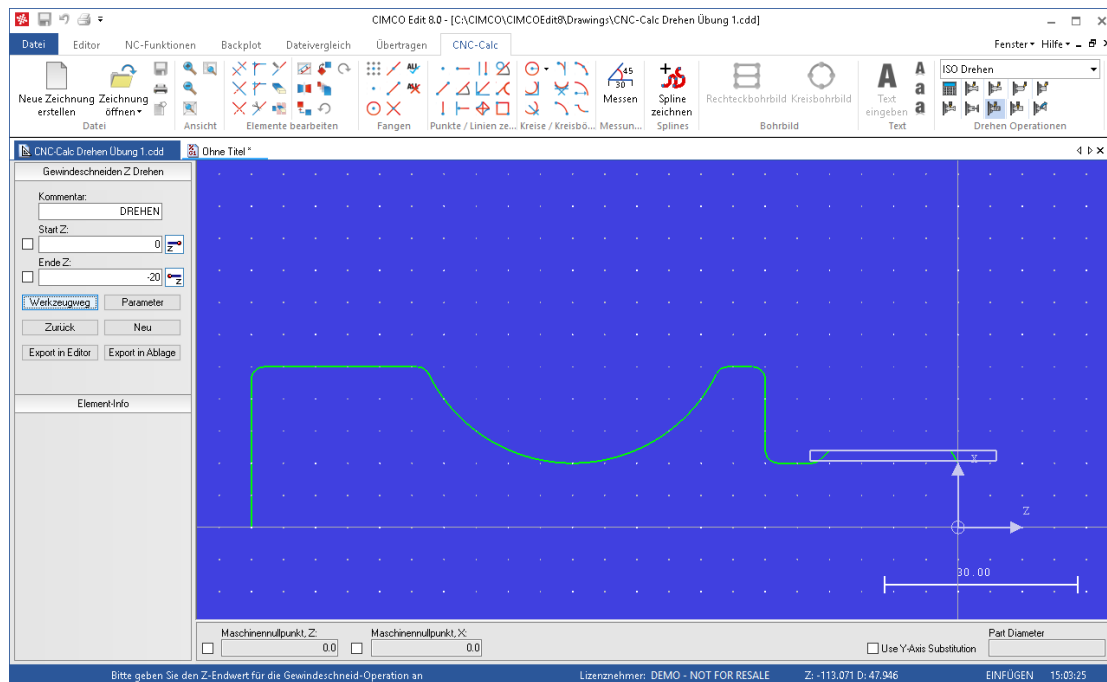 CIMCO Edit 8.0 - [C:\CIMCO\CIMCOEdit8\Drawings\CNC-Calc Drehen Übung 1.cdd]
Datei Editor NC-Funktionen Backplot Dateivergleich Übertragen CNC-Calc Fenster Hilfe
Neue Zeichnung erstellen
Zeichnung öffnen
45
30
Messen
Spline zeichnen
Rechteckbohrbild Kreisbohrbild
A
Text eingeben
A
a
a
ISO Drehen
Datei Ansicht Elemente bearbeiten Fangen Punkte / Linien ze... Kreise / Kreisbö... Messun... Splines Bohrbild Text Drehen Operationen
CNC-Calc Drehen Übung 1.cdd Ohne Titel *
Gewindeschneiden Z Drehen
Kommentar:
DREHEN
Start Z:
0
Z
Ende Z:
-20
Z
Werkzeugweg Parameter
Zurück Neu
Export in Editor Export in Ablage
Element-Info
X
Z
30.00
Maschinennullpunkt, Z: Maschinennullpunkt, X: Part Diameter
0.0 0.0 Use Y-Axis Substitution
Bitte geben Sie den Z-Endwert für die Gewindeschneid-Operation an Lizenznehmer: DEMO - NOT FOR RESALE Z: -113.071 D: 47.946 EINFÜGEN 15:03:25